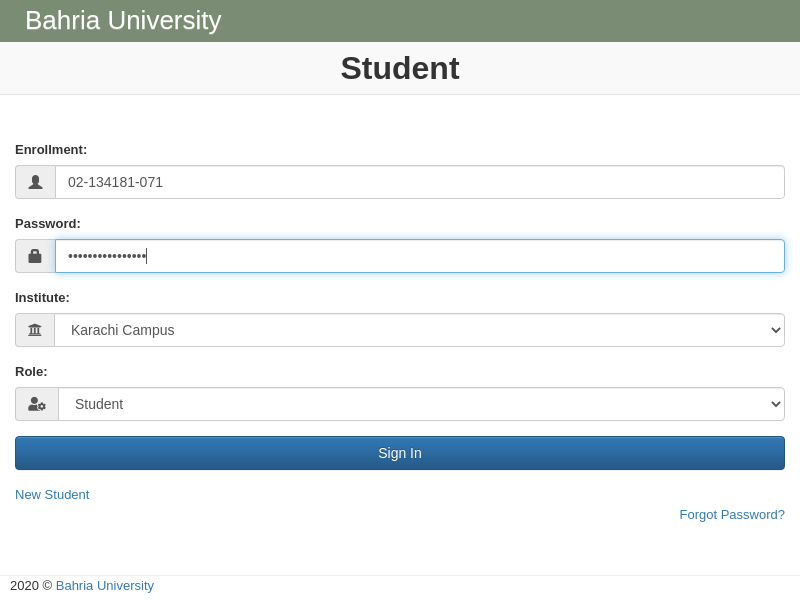 Bahria University
Student
Enrollment:
02-134181-071
Password:
••••••••••••••••
Institute:
Karachi Campus
Role:
Student
Sign In
New Student
Forgot Password?
2020 © Bahria University